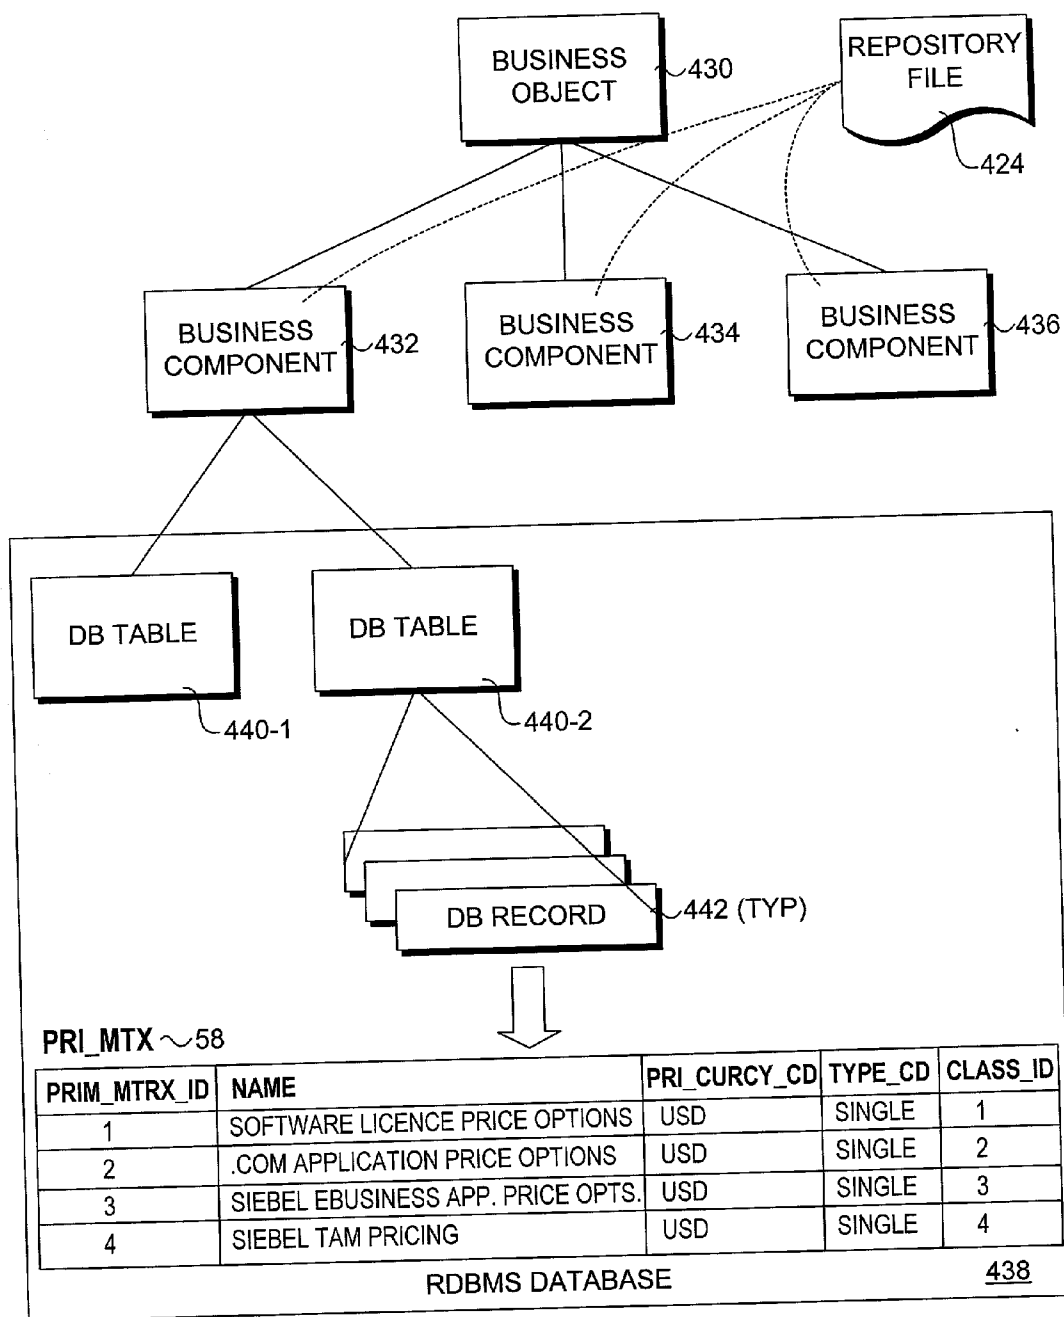 BUSINESS
OBJECT
430
REPOSITORY
FILE
424
BUSINESS
COMPONENT
432
BUSINESS
COMPONENT
434
BUSINESS
COMPONENT
436
DB TABLE
440-1
DB TABLE
440-2
DB RECORD
442 (TYP)
PRI_MTX 58
PRIM_MTRX_ID NAME PRI_CURCY_CD TYPE_CD CLASS_ID
1 SOFTWARE LICENCE PRICE OPTIONS USD SINGLE 1
2 .COM APPLICATION PRICE OPTIONS USD SINGLE 2
3 SIEBEL EBUSINESS APP. PRICE OPTS. USD SINGLE 3
4 SIEBEL TAM PRICING USD SINGLE 4
RDBMS DATABASE 438